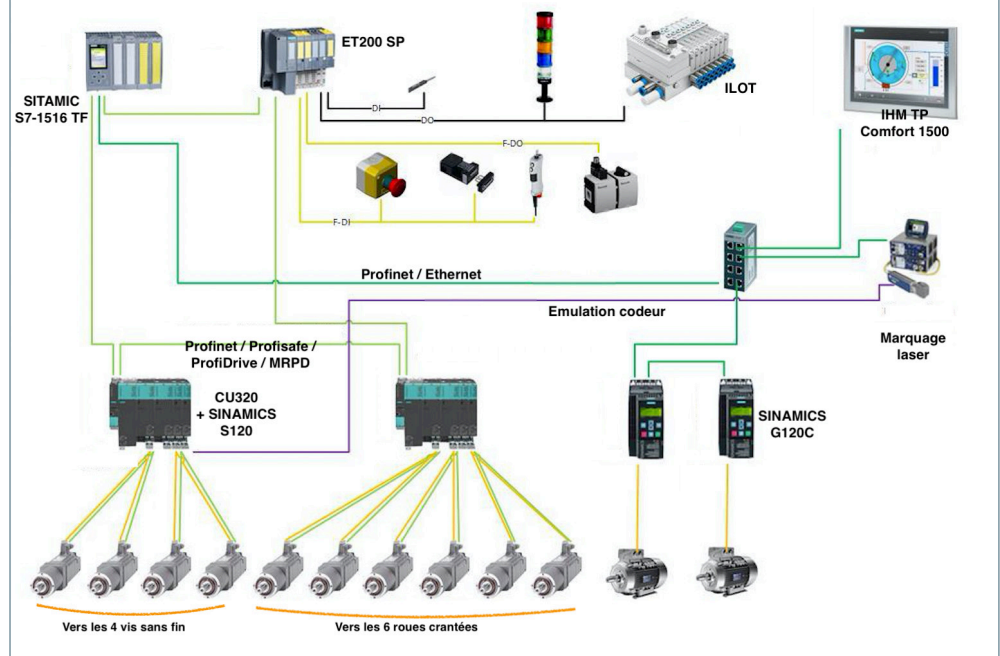 ET200 SP
SITAMIC
S7-1516 TF
DI
DO
ILOT
IHM TP
Comfort 1500
F-DO
F-DI
Profinet / Ethernet
Emulation codeur
Marquage
laser
Profinet / Profisafe /
ProfiDrive / MRPD
CU320
+ SINAMICS
S120
SINAMICS
G120C
Vers les 4 vis sans fin
Vers les 6 roues crantées